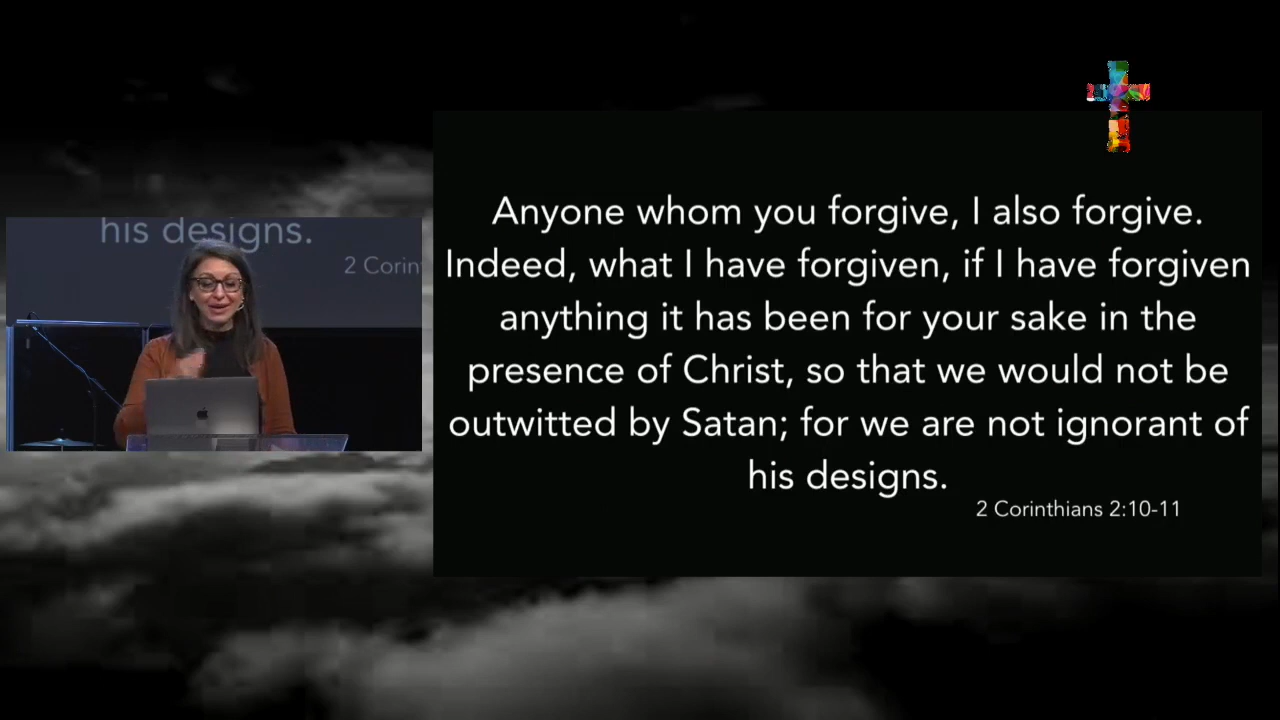 his designs.
2 Corin
Anyone whom you forgive, I also forgive.
Indeed, what I have forgiven, if I have forgiven
anything it has been for your sake in the
presence of Christ, so that we would not be
outwitted by Satan; for we are not ignorant of
his designs.
2 Corinthians 2:10-11